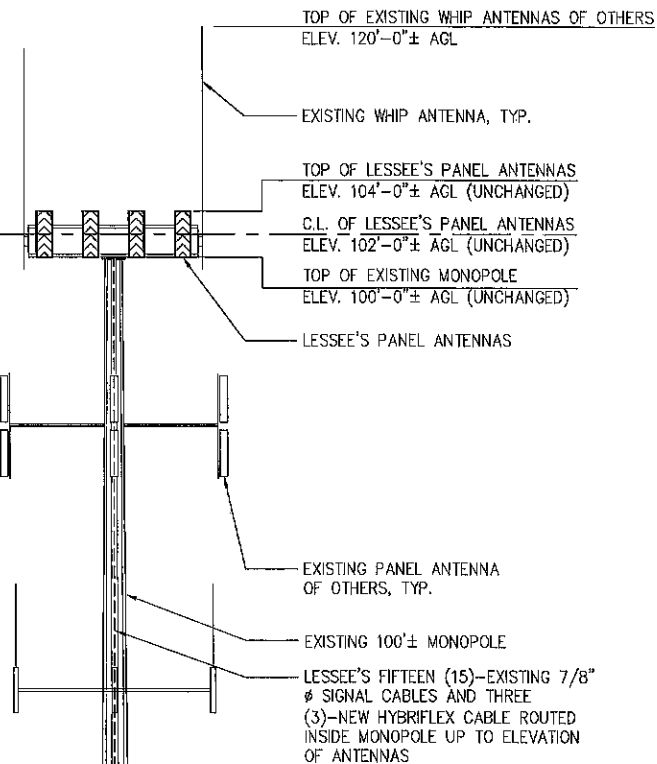 TOP OF EXISTING WHIP ANTENNAS OF OTHERS
ELEV. 120'-0"± AGL
EXISTING WHIP ANTENNA, TYP.
TOP OF LESSEE'S PANEL ANTENNAS
ELEV. 104'-0"± AGL (UNCHANGED)
C.L. OF LESSEE'S PANEL ANTENNAS
ELEV. 102'-0"± AGL (UNCHANGED)
TOP OF EXISTING MONOPOLE
ELEV. 100'-0"± AGL (UNCHANGED)
LESSEE'S PANEL ANTENNAS
EXISTING PANEL ANTENNA
OF OTHERS, TYP.
EXISTING 100'± MONOPOLE
LESSEE'S FIFTEEN (15)-EXISTING 7/8"
ø SIGNAL CABLES AND THREE
(3)-NEW HYBRIFLEX CABLE ROUTED
INSIDE MONOPOLE UP TO ELEVATION
OF ANTENNAS